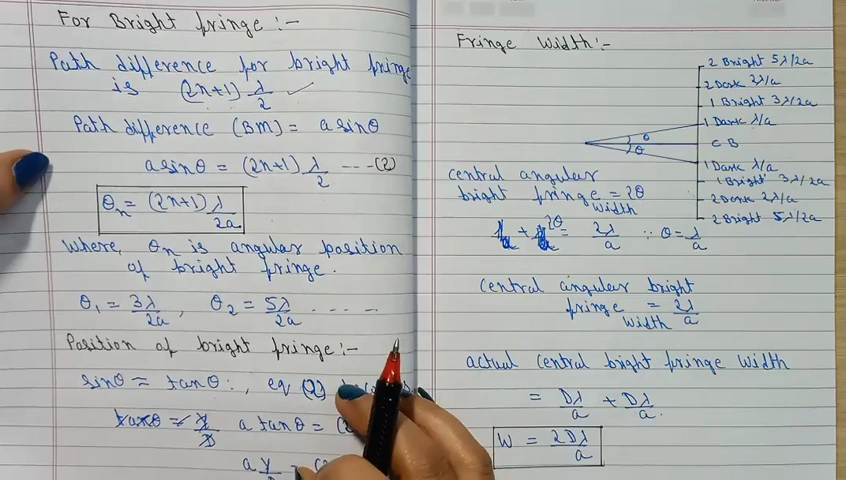 For Bright fringe :-
Path difference for bright fringe
is (2n+1) λ/2 ✓
Path difference (BM) = a sinθ
a sinθ = (2n+1) λ/2 ---(2)
θn = (2n+1) λ/2a
Where, θn is angular position
of bright fringe.
θ1 = 3λ/2a , θ2 = 5λ/2a - - - - -
Position of bright fringe :-
sinθ ≈ tanθ :, eq (2)
tanθ = y/D a tanθ = (2
a y/ = (2
Fringe Width :-
2 Bright 5λ/2a
2 Dark 2λ/a
1 Bright 3λ/2a
1 Dark λ/a
θ
C B
θ
1 Dark λ/a
1 Bright 3λ/2a
2 Dark 2λ/a
2 Bright 5λ/2a
central angular
bright fringe = 2θ
Width
+ 2θ = 2λ/a ∵ θ = λ/a
central angular bright
fringe = 2λ/a
Width
actual central bright fringe Width
= Dλ/a + Dλ/a.
W = 2Dλ/a